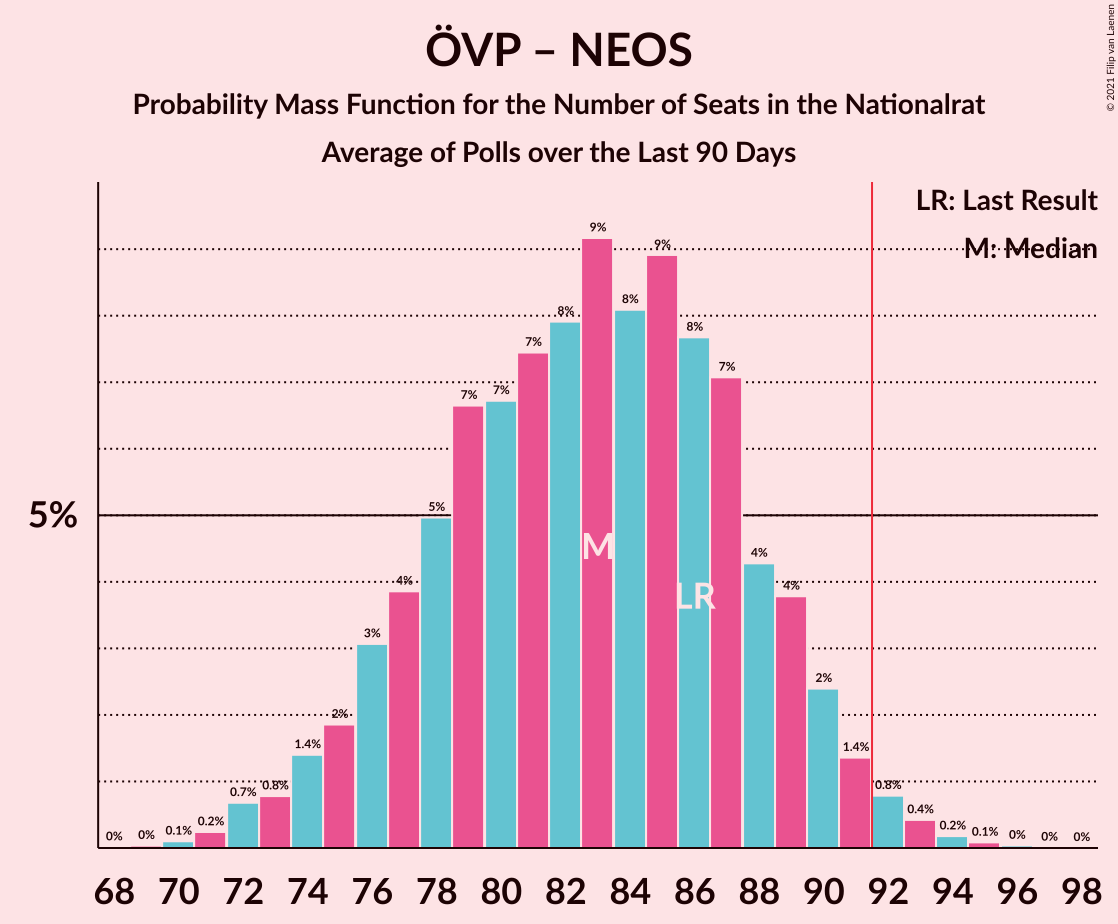 ÖVP – NEOS
Probability Mass Function for the Number of Seats in the Nationalrat
Average of Polls over the Last 90 Days
© 2021 Filip van Laenen
LR: Last Result
M: Median
5%
0% 0% 0.1% 0.2% 0.7% 0.8% 1.4% 2% 3% 4% 5% 7% 7% 7% 8% 9% 8% 9% 8% 7% 4% 4% 2% 1.4% 0.8% 0.4% 0.2% 0.1% 0% 0% 0%
M
LR
68 70 72 74 76 78 80 82 84 86 88 90 92 94 96 98